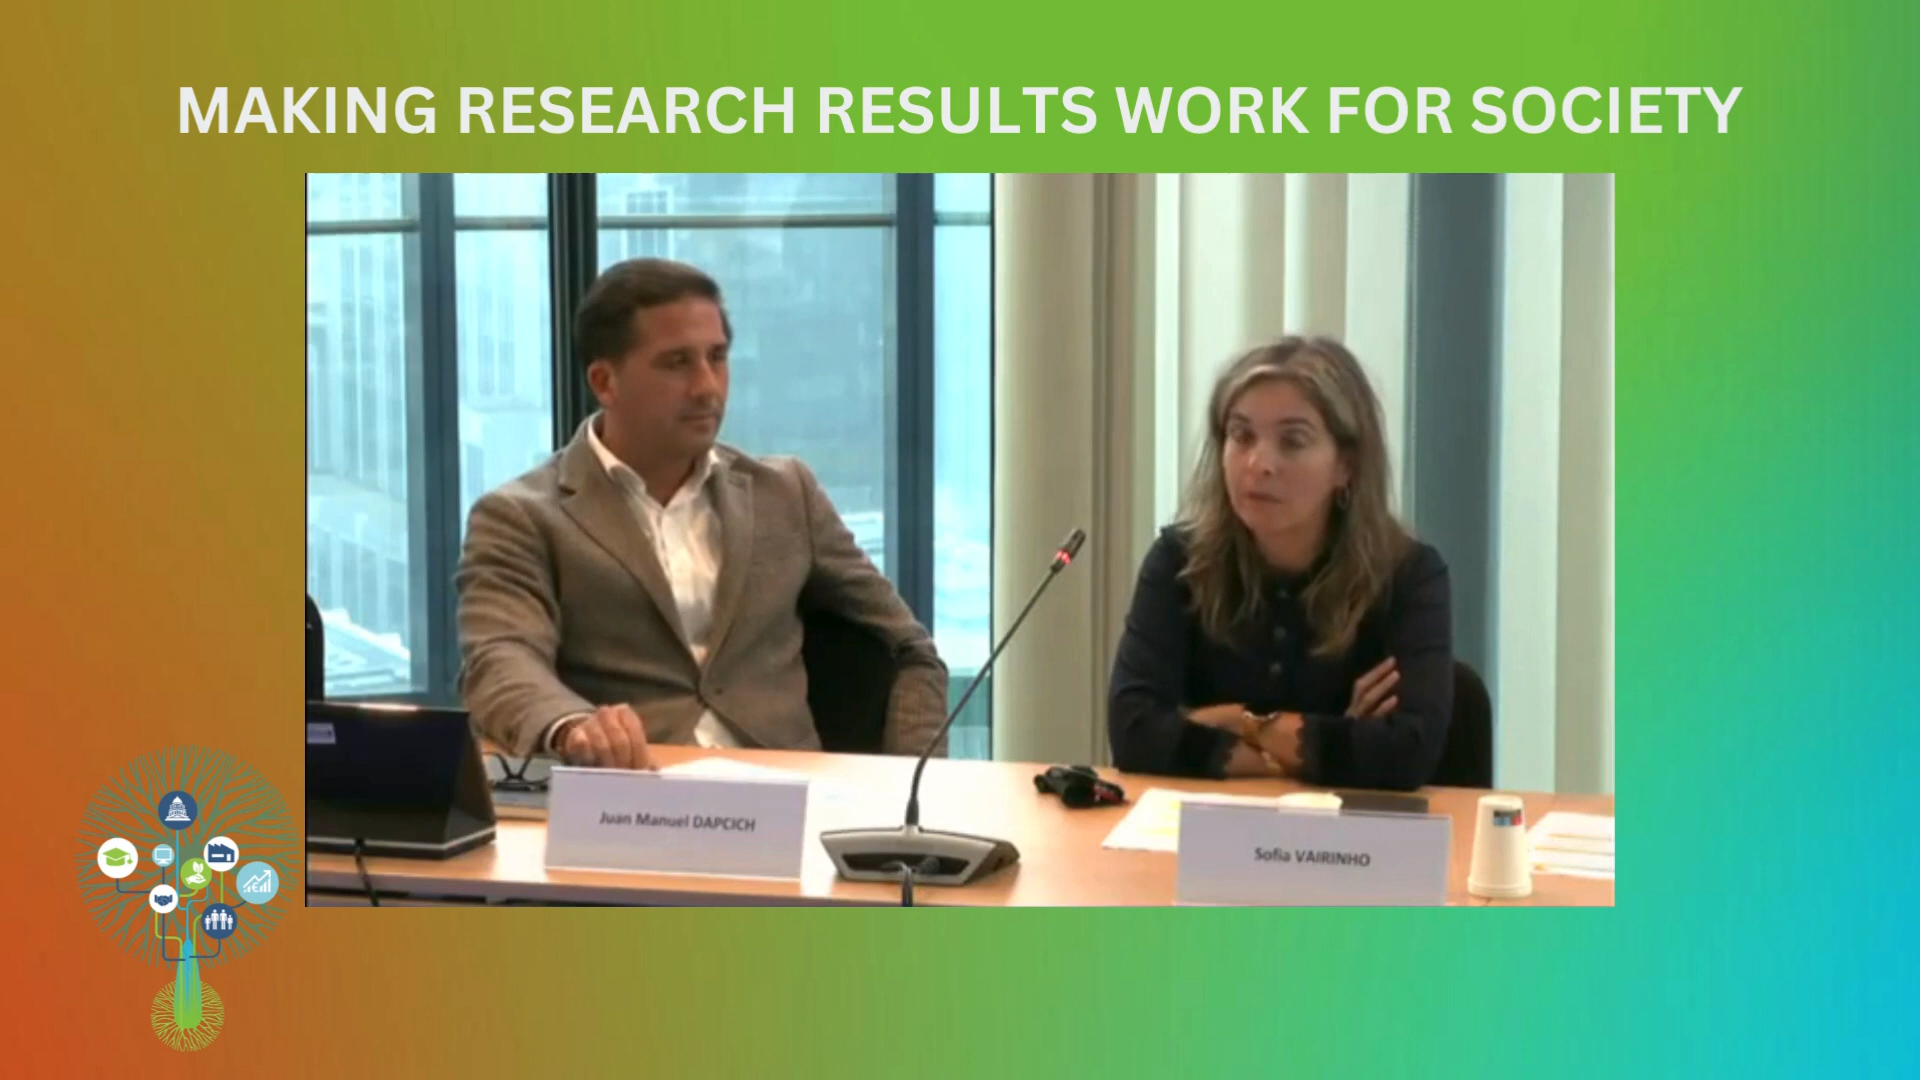 MAKING RESEARCH RESULTS WORK FOR SOCIETY
Juan Manuel DAPCICH
Sofia VAIRINHO